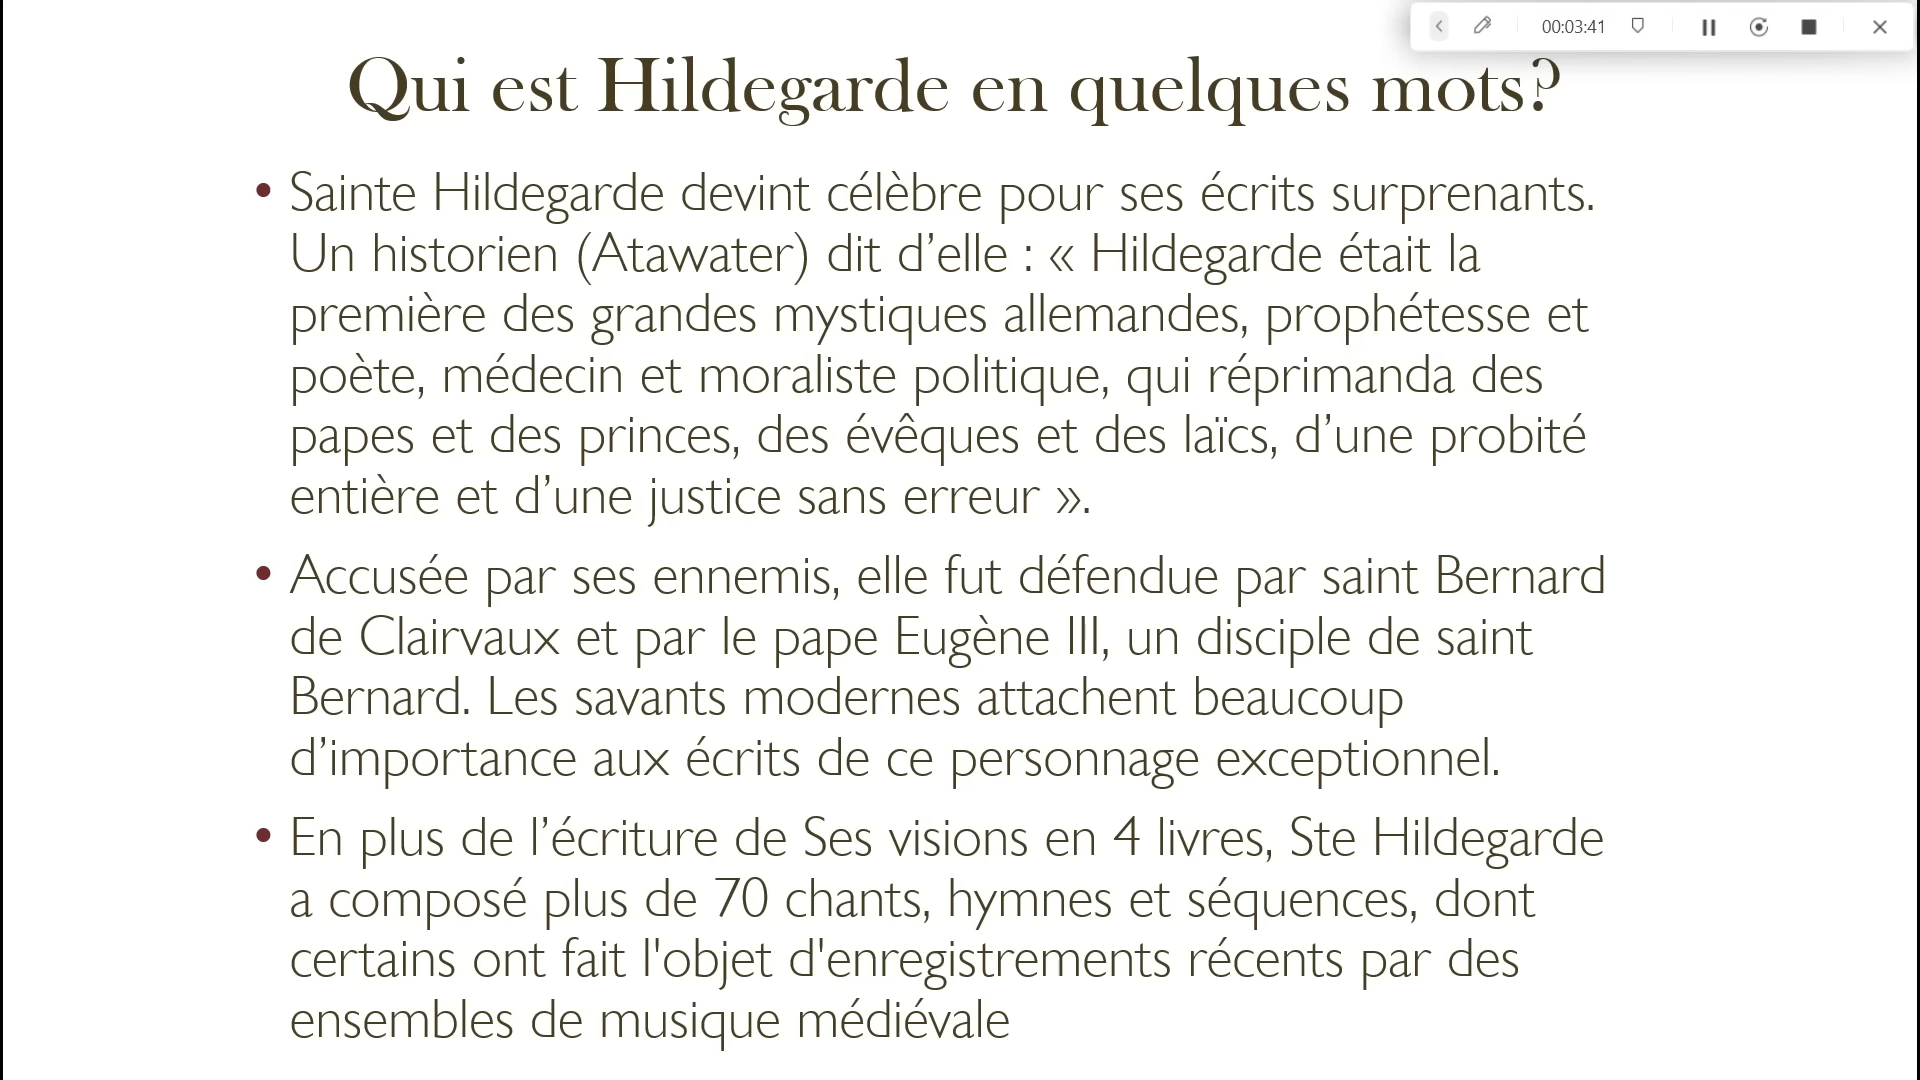 00:03:41
Qui est Hildegarde en quelques mots?
• Sainte Hildegarde devint célèbre pour ses écrits surprenants.
Un historien (Atawater) dit d’elle : « Hildegarde était la
première des grandes mystiques allemandes, prophétesse et
poète, médecin et moraliste politique, qui réprimanda des
papes et des princes, des évêques et des laïcs, d’une probité
entière et d’une justice sans erreur ».
• Accusée par ses ennemis, elle fut défendue par saint Bernard
de Clairvaux et par le pape Eugène III, un disciple de saint
Bernard. Les savants modernes attachent beaucoup
d’importance aux écrits de ce personnage exceptionnel.
• En plus de l’écriture de Ses visions en 4 livres, Ste Hildegarde
a composé plus de 70 chants, hymnes et séquences, dont
certains ont fait l'objet d'enregistrements récents par des
ensembles de musique médiévale